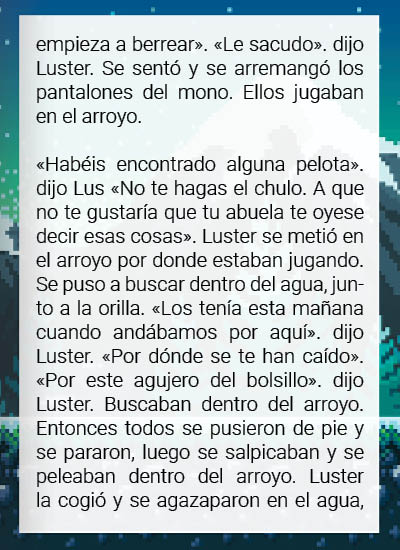 empieza a berrear». «Le sacudo». dijo
Luster. Se sentó y se arremangó los
pantalones del mono. Ellos jugaban
en el arroyo.
«Habéis encontrado alguna pelota».
dijo Lus «No te hagas el chulo. A que
no te gustaría que tu abuela te oyese
decir esas cosas». Luster se metió en
el arroyo por donde estaban jugando.
Se puso a buscar dentro del agua, jun-
to a la orilla. «Los tenía esta mañana
cuando andábamos por aquí». dijo
Luster. «Por dónde se te han caído».
«Por este agujero del bolsillo». dijo
Luster. Buscaban dentro del arroyo.
Entonces todos se pusieron de pie y
se pararon, luego se salpicaban y se
peleaban dentro del arroyo. Luster
la cogió y se agazaparon en el agua,